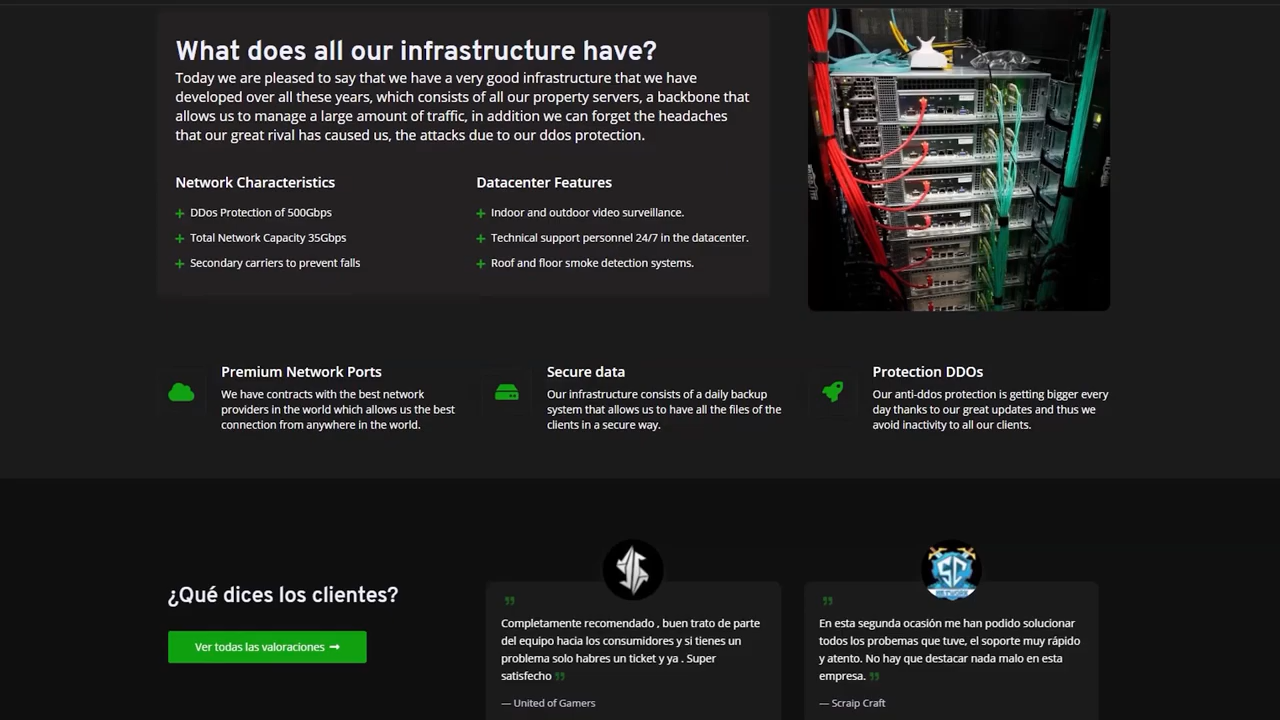 What does all our infrastructure have?
Today we are pleased to say that we have a very good infrastructure that we have
developed over all these years, which consists of all our property servers, a backbone that
allows us to manage a large amount of traffic, in addition we can forget the headaches
that our great rival has caused us, the attacks due to our ddos protection.
Network Characteristics
DDos Protection of 500Gbps
Total Network Capacity 35Gbps
Secondary carriers to prevent falls
Datacenter Features
Indoor and outdoor video surveillance.
Technical support personnel 24/7 in the datacenter.
Roof and floor smoke detection systems.
Premium Network Ports
We have contracts with the best network
providers in the world which allows us the best
connection from anywhere in the world.
Secure data
Our infrastructure consists of a daily backup
system that allows us to have all the files of the
clients in a secure way.
Protection DDOs
Our anti-ddos protection is getting bigger every
day thanks to our great updates and thus we
avoid inactivity to all our clients.
¿Qué dices los clientes?
Ver todas las valoraciones ➞
Completamente recomendado , buen trato de parte
del equipo hacia los consumidores y si tienes un
problema solo habres un ticket y ya . Super
satisfecho
— United of Gamers
SC
NETWORK
En esta segunda ocasión me han podido solucionar
todos los probemas que tuve, el soporte muy rápido
y atento. No hay que destacar nada malo en esta
empresa.
— Scraip Craft